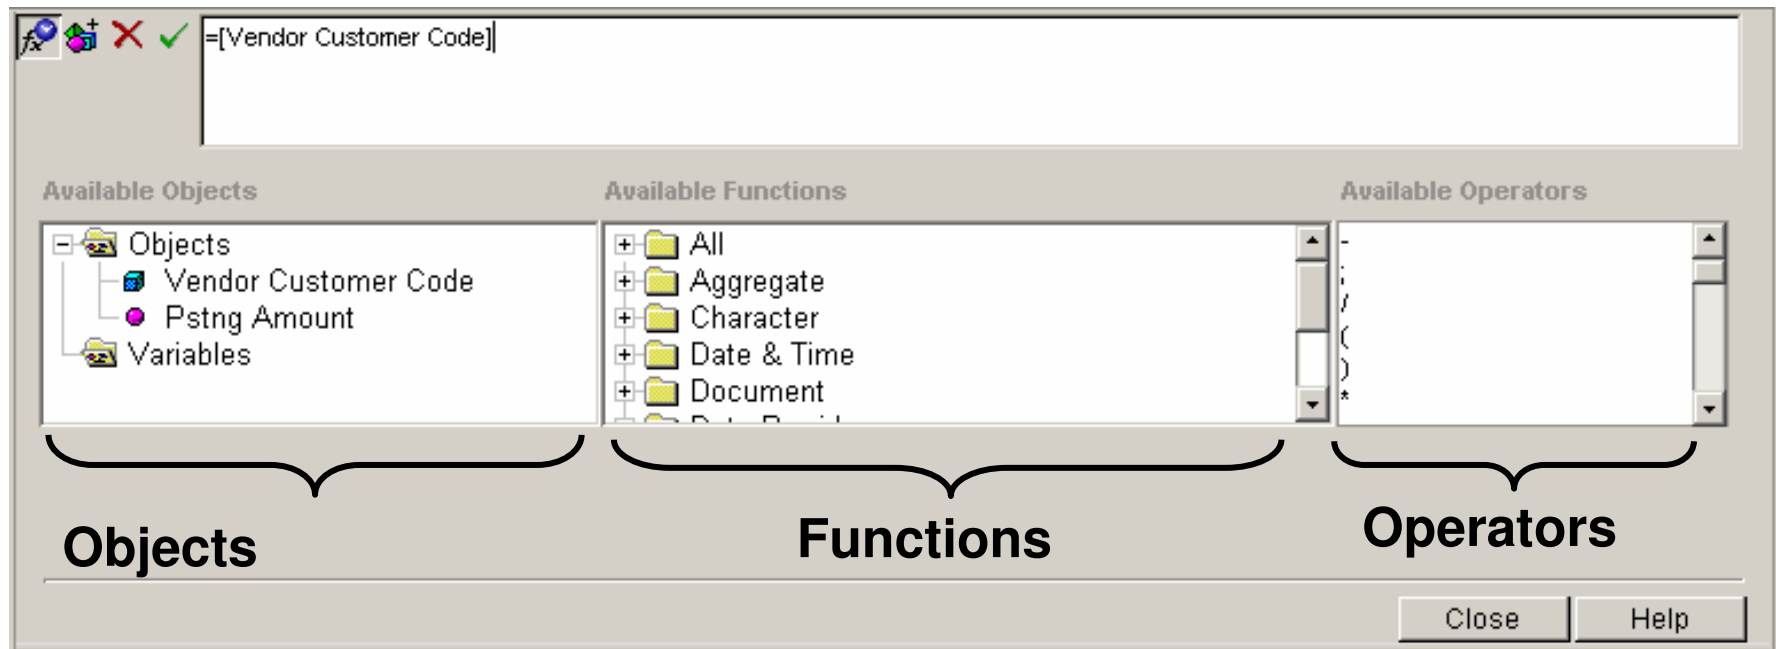 =[Vendor Customer Code]
Available Objects
Available Functions
Available Operators
Objects
Vendor Customer Code
Pstng Amount
Variables
All
Aggregate
Character
Date & Time
Document
-
;
/
(
)
*
Objects
Functions
Operators
Close
Help